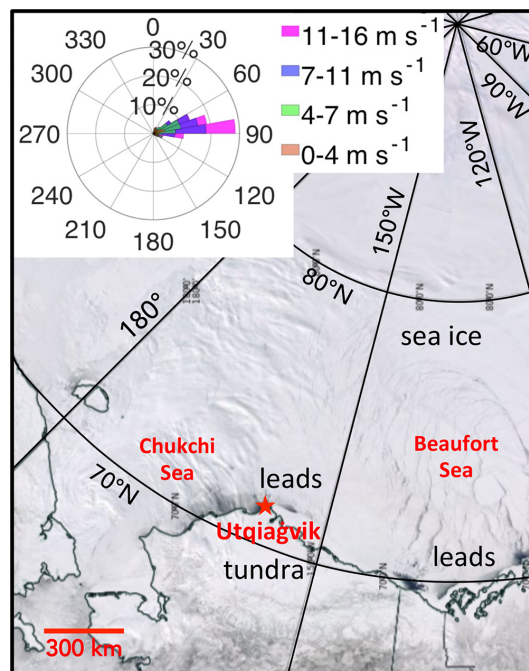 0
330
30
30%
300
60
20%
10%
270
90
240
120
210
150
180
11-16 m s⁻¹
7-11 m s⁻¹
4-7 m s⁻¹
0-4 m s⁻¹
60°W
90°W
120°W
150°W
180°
80°N
sea ice
Chukchi
Sea
Beaufort
Sea
70°N
leads
Utqiaġvik
tundra
leads
300 km